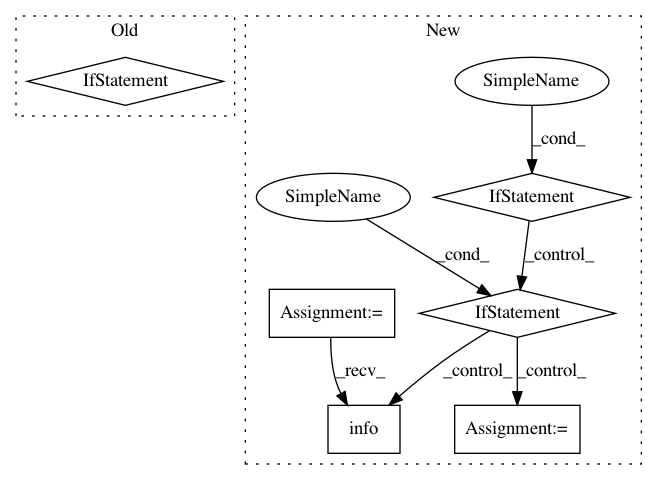 Old
New
IfStatement
SimpleName
_cond_
SimpleName
IfStatement
_cond_
_control_
Assignment:=
IfStatement
_recv_
_control_
_control_
info
Assignment:=